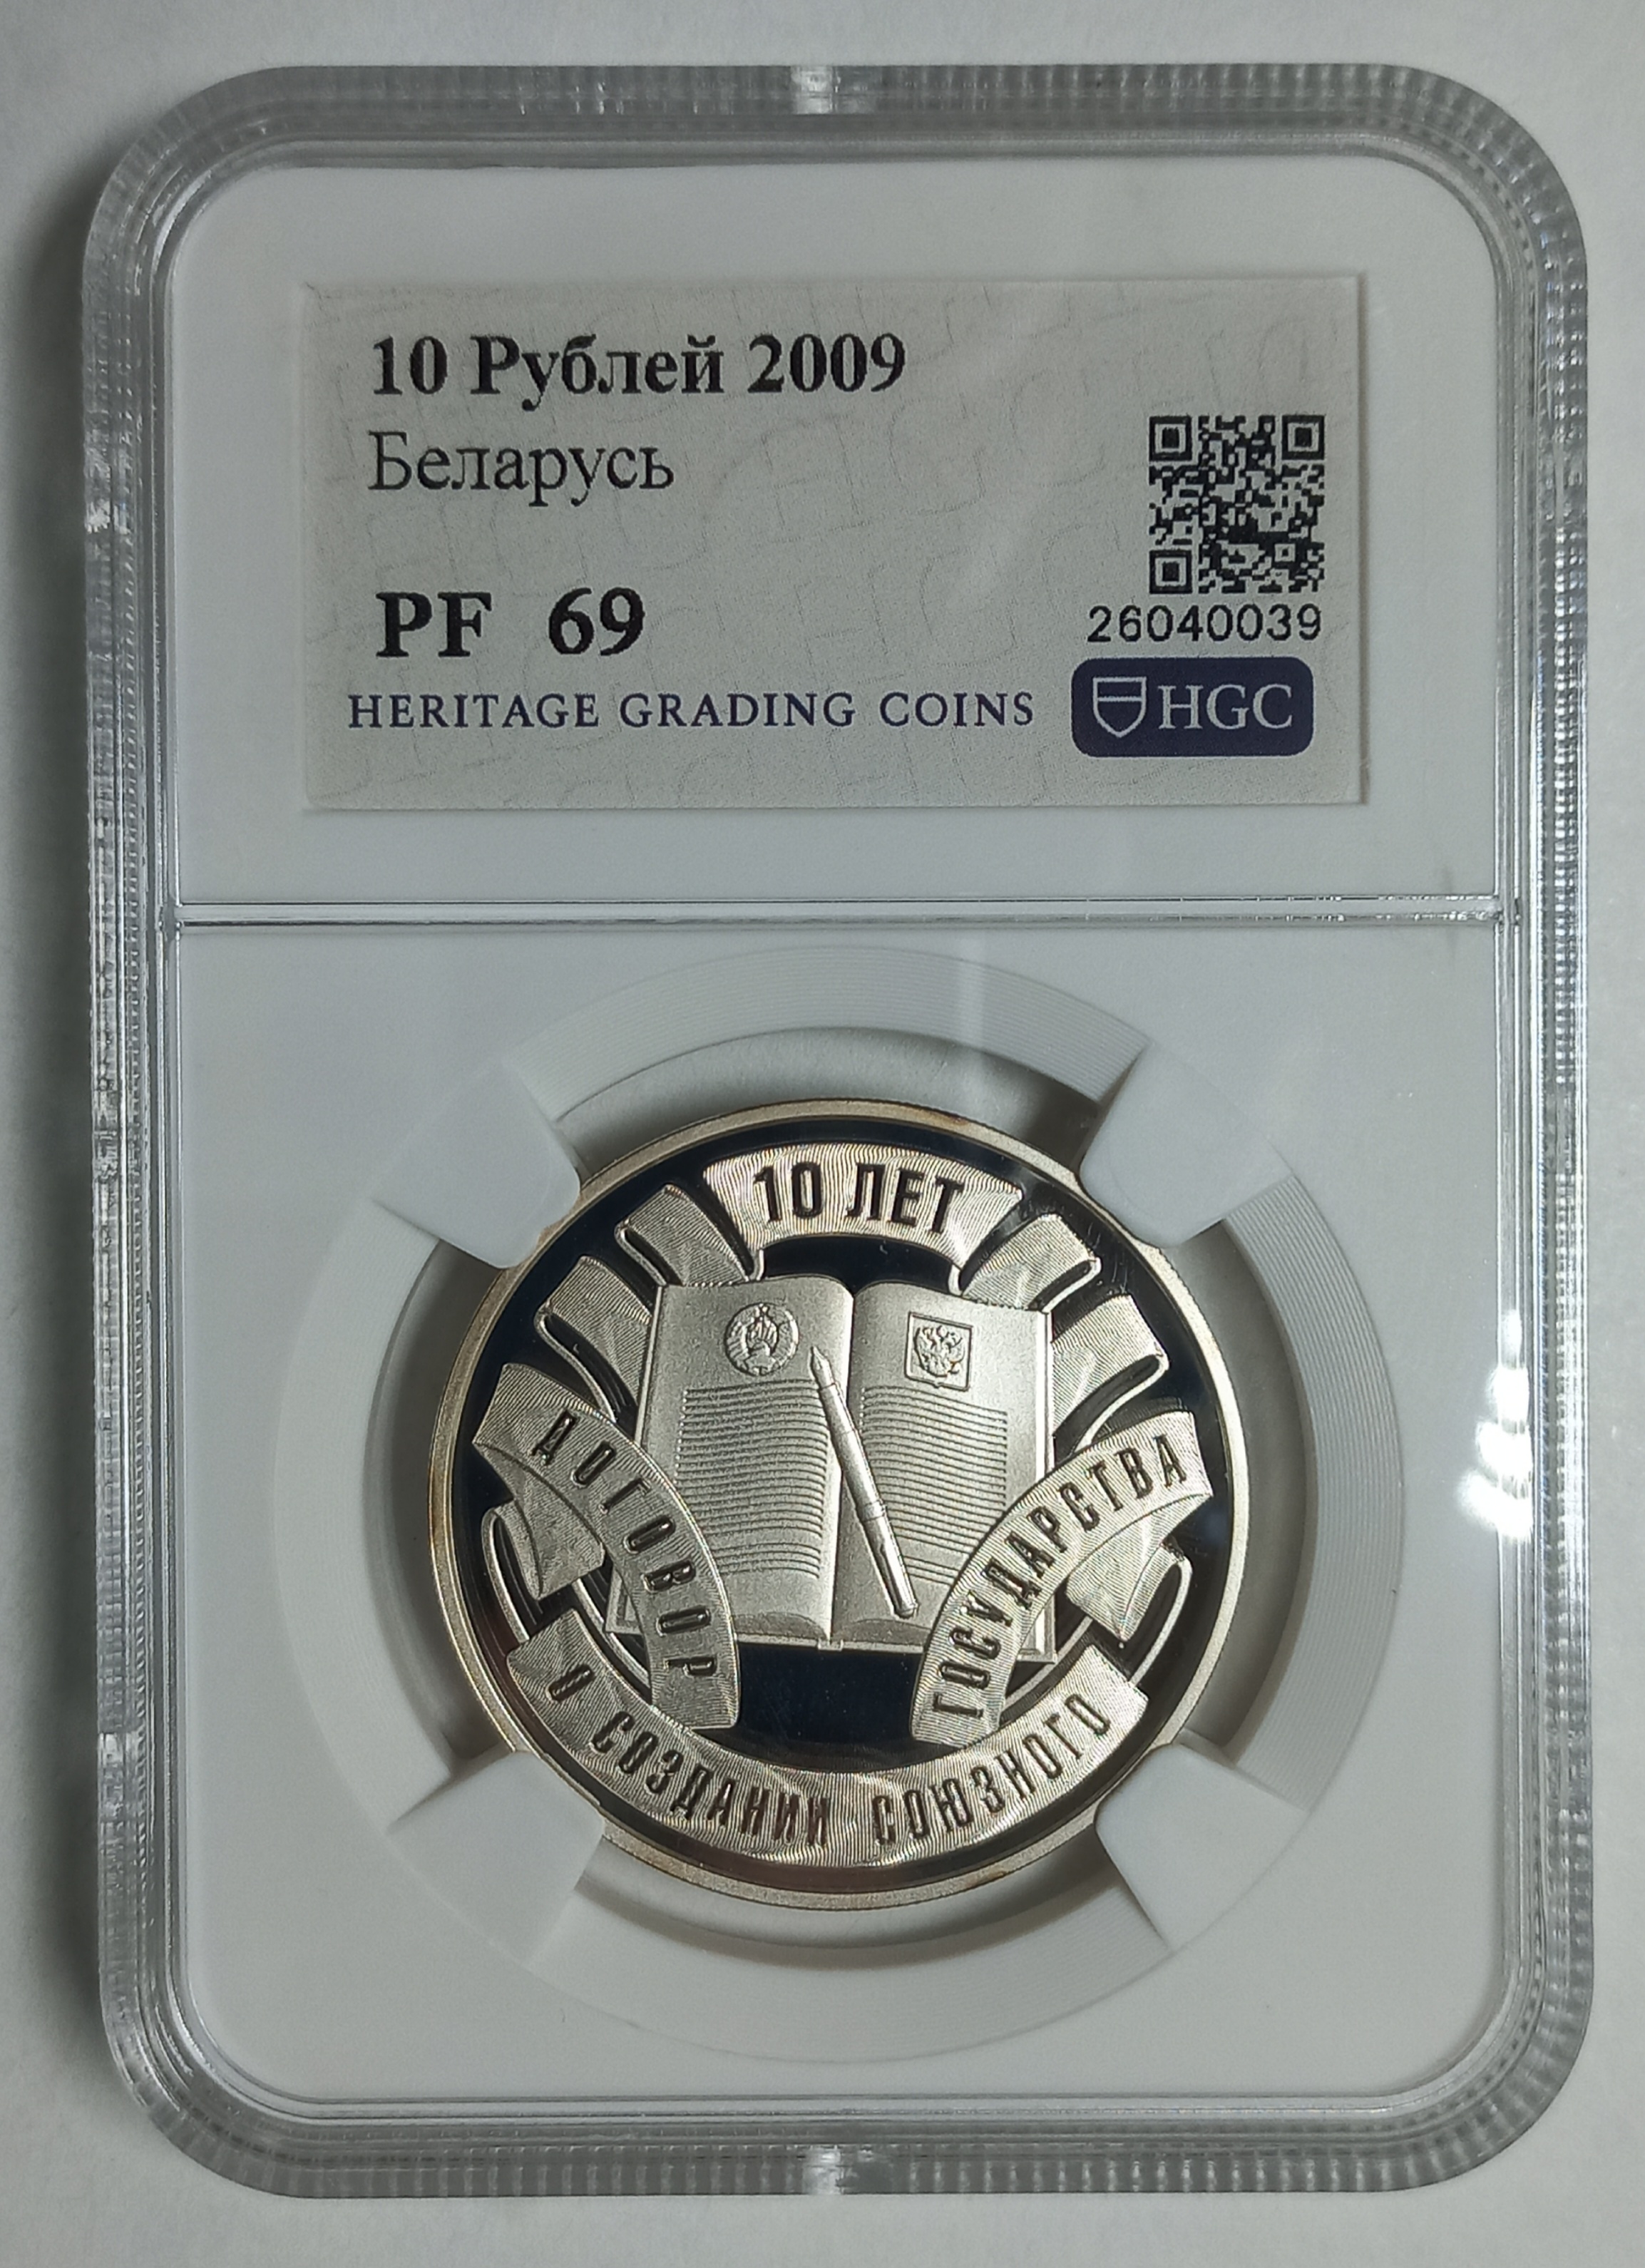 10 Рублей 2009
Беларусь
PF 69
26040039
HERITAGE GRADING COINS
HGC
10 ЛЕТ
ДОГОВОР
О СОЗДАНИИ СОЮЗНОГО
ГОСУДАРСТВА